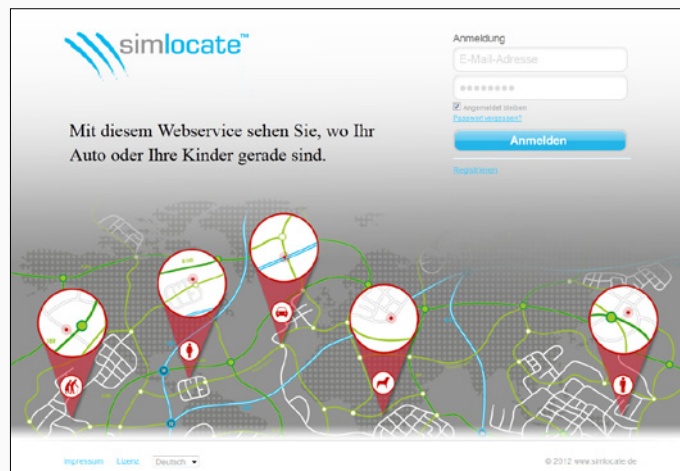 simlocate™
Anmeldung
E-Mail-Adresse
Mit diesem Webservice sehen Sie, wo Ihr
Auto oder Ihre Kinder gerade sind.
Angemeldet bleiben
Passwort vergessen?
Anmelden
Registrieren
Impressum Lizenz Deutsch
© 2012 www.simlocate.de